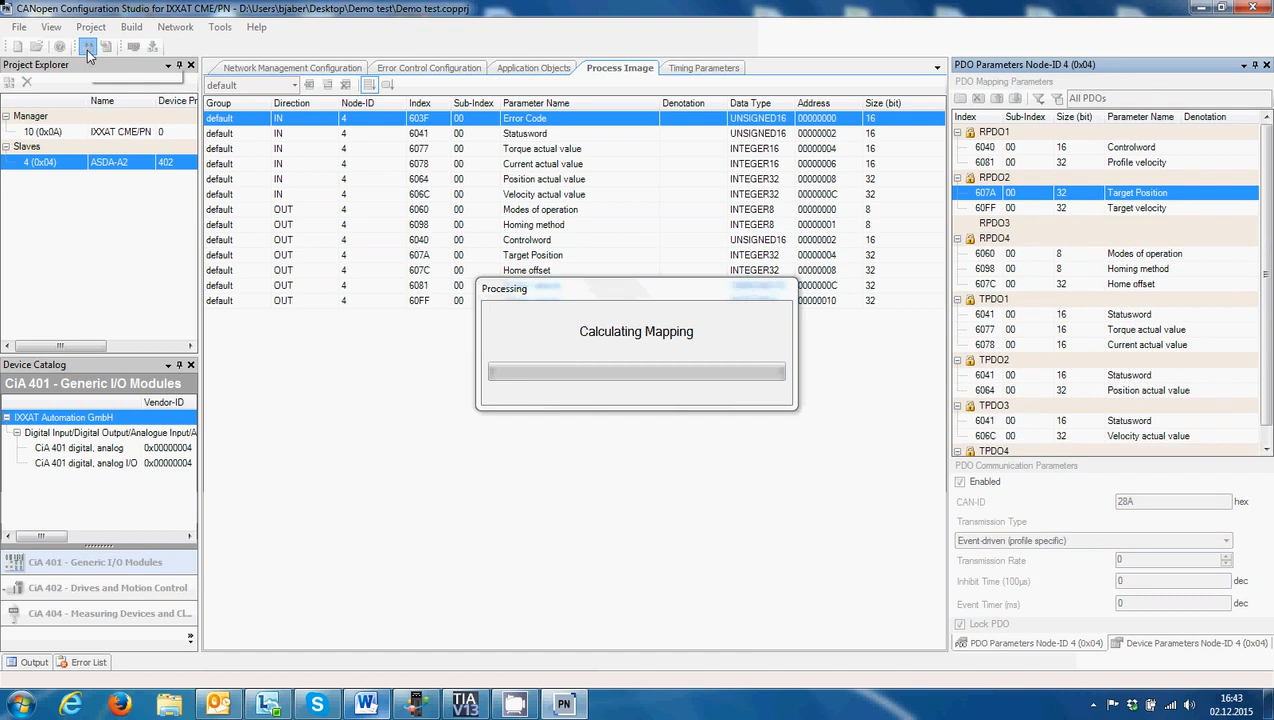 CANopen Configuration Studio for IXXAT CME/PN - D:\Users\bjaber\Desktop\Demo test\Demo test.copprj
File View Project Build Network Tools Help
Project Explorer
Name Device Pr
Manager
10 (0x0A) IXXAT CME/PN 0
Slaves
4 (0x04) ASDA-A2 402
Device Catalog
CiA 401 - Generic I/O Modules
Vendor-ID
IXXAT Automation GmbH
Digital Input/Digital Output/Analogue Input/A
CiA 401 digital, analog 0x00000004
CiA 401 digital, analog I/O 0x00000004
CiA 401 - Generic I/O Modules
CiA 402 - Drives and Motion Control
CiA 404 - Measuring Devices and Cl...
Output Error List
Network Management Configuration Error Control Configuration Application Objects Process Image Timing Parameters
default
Group Direction Node-ID Index Sub-Index Parameter Name Denotation Data Type Address Size (bit)
default IN 4 603F 00 Error Code UNSIGNED16 00000000 16
default IN 4 6041 00 Statusword UNSIGNED16 00000002 16
default IN 4 6077 00 Torque actual value INTEGER16 00000004 16
default IN 4 6078 00 Current actual value INTEGER16 00000006 16
default IN 4 6064 00 Position actual value INTEGER32 00000008 32
default IN 4 606C 00 Velocity actual value INTEGER32 0000000C 32
default OUT 4 6060 00 Modes of operation INTEGER8 00000000 8
default OUT 4 6098 00 Homing method INTEGER8 00000001 8
default OUT 4 6040 00 Controlword UNSIGNED16 00000002 16
default OUT 4 607A 00 Target Position INTEGER32 00000004 32
default OUT 4 607C 00 Home offset INTEGER32 00000008 32
default OUT 4 6081 00 0000000C 32
default OUT 4 60FF 00 00000010 32
Processing
Calculating Mapping
PDO Parameters Node-ID 4 (0x04)
PDO Mapping Parameters
All PDOs
Index Sub-Index Size (bit) Parameter Name Denotation
RPDO1
6040 00 16 Controlword
6081 00 32 Profile velocity
RPDO2
607A 00 32 Target Position
60FF 00 32 Target velocity
RPDO3
RPDO4
6060 00 8 Modes of operation
6098 00 8 Homing method
607C 00 32 Home offset
TPDO1
6041 00 16 Statusword
6077 00 16 Torque actual value
6078 00 16 Current actual value
TPDO2
6041 00 16 Statusword
6064 00 32 Position actual value
TPDO3
6041 00 16 Statusword
606C 00 32 Velocity actual value
TPDO4
PDO Communication Parameters
Enabled
CAN-ID 28A hex
Transmission Type
Event-driven (profile specific)
Transmission Rate 0
Inhibit Time (100µs) 0 dec
Event Timer (ms) 0 dec
Lock PDO
PDO Parameters Node-ID 4 (0x04) Device Parameters Node-ID 4 (0x04)
TIA V13
PN
16:43
02.12.2015